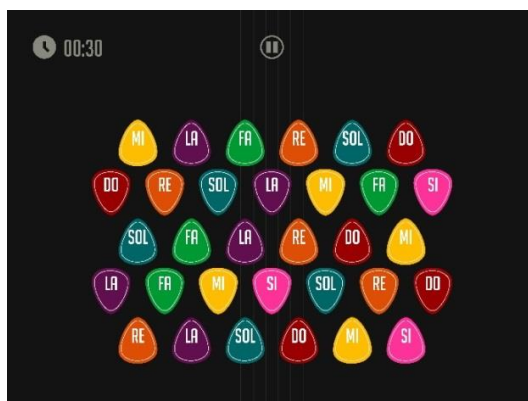 00:30
MI LA FA RE SOL DO
DO RE SOL LA MI FA SI
SOL FA LA RE DO MI
LA FA MI SI SOL RE DO
RE LA SOL DO MI SI